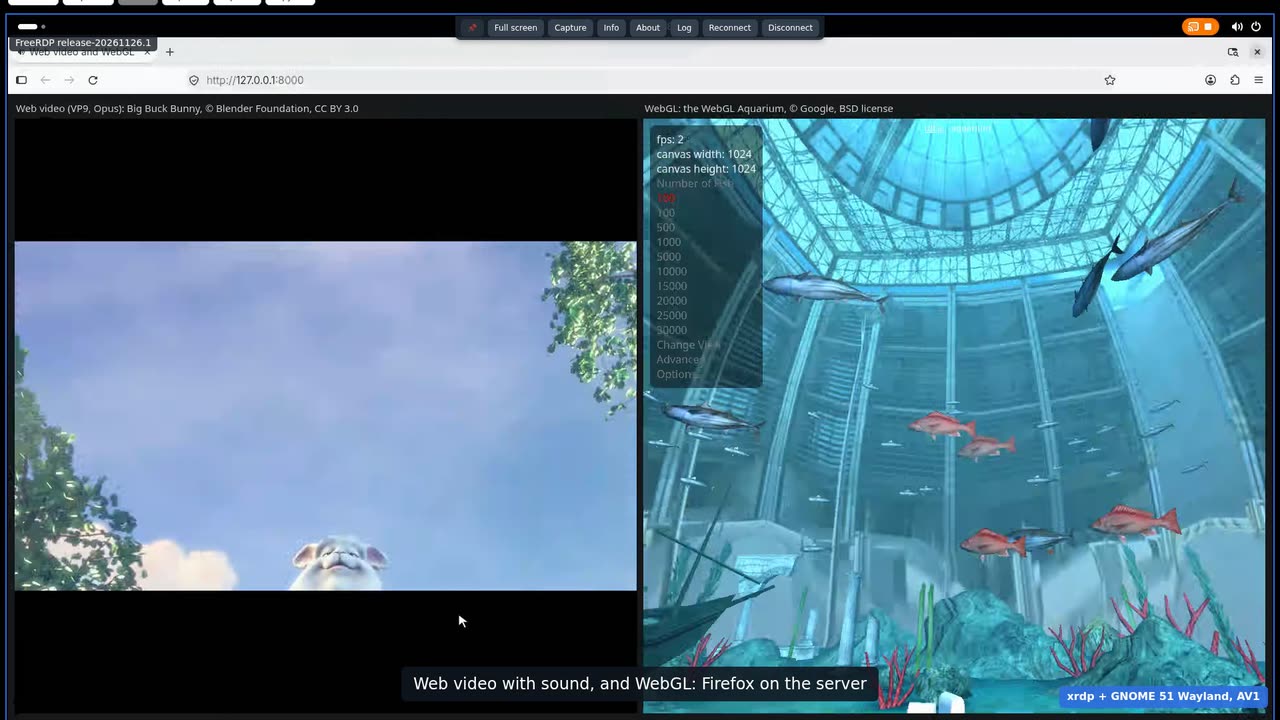 Full screen
Capture
Info
About
Log
Reconnect
Disconnect
FreeRDP release-20261126.1
Web video and WebGL
http://127.0.0.1:8000
Web video (VP9, Opus): Big Buck Bunny, © Blender Foundation, CC BY 3.0
WebGL: the WebGL Aquarium, © Google, BSD license
fps: 2
canvas width: 1024
canvas height: 1024
Number of Fish
100
500
1000
5000
10000
15000
20000
25000
30000
Change View
Advanced
Options
Web video with sound, and WebGL: Firefox on the server
xrdp + GNOME 51 Wayland, AV1